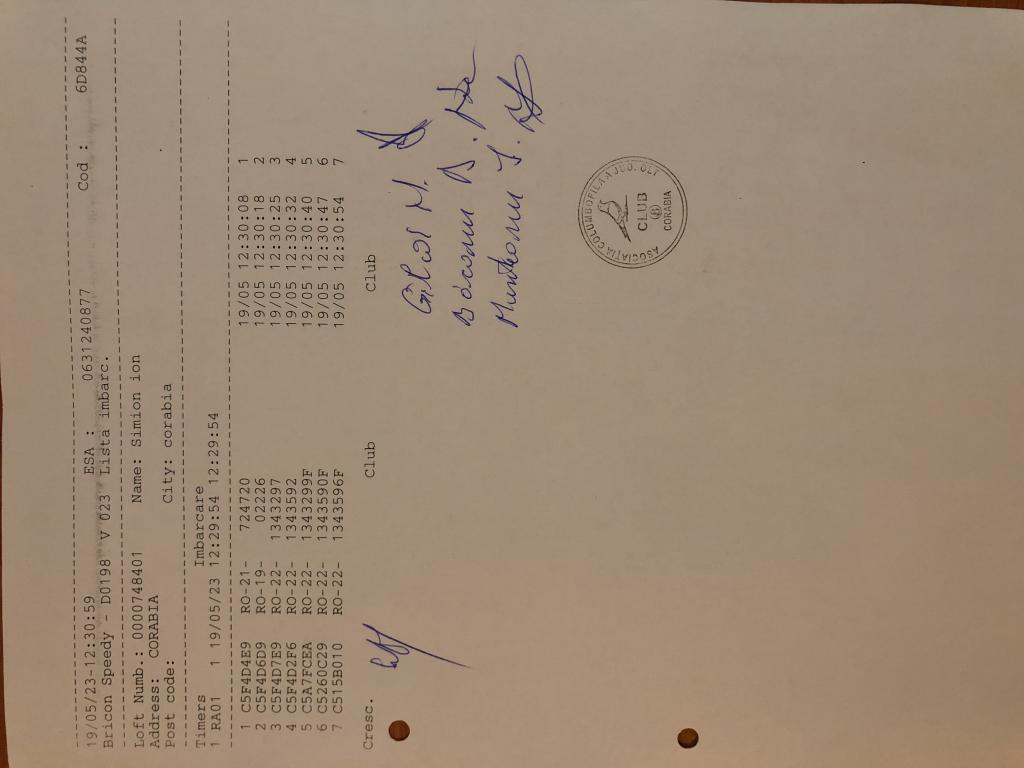 19/05/23-12:30:59 ESA : 0631240877 Cod : 6D844A
Bricon Speedy - D0198 V 023 Lista imbarc.
Loft Numb.: 0000748401 Name: Simion ion
Address: CORABIA
Post code: City: corabia
Timers Imbarcare
1 RA01 1 19/05/23 12:29:54 12:29:54
1 C5F4D4E9 RO-21- 724720 19/05 12:30:08 1
2 C5F4D6D9 RO-19- 02226 19/05 12:30:18 2
3 C5F4D7E9 RO-22- 1343297 19/05 12:30:25 3
4 C5F4D2F6 RO-22- 1343592 19/05 12:30:32 4
5 C5A7FCEA RO-22- 1343299F 19/05 12:30:40 5
6 C5260C29 RO-22- 1343590F 19/05 12:30:47 6
7 C515B010 RO-22- 1343596F 19/05 12:30:54 7
Cresc. Club Club
M.
D.
ASOCIAȚIA COLUMBOFILĂ A JUD. OLT
CLUB
CORABIA